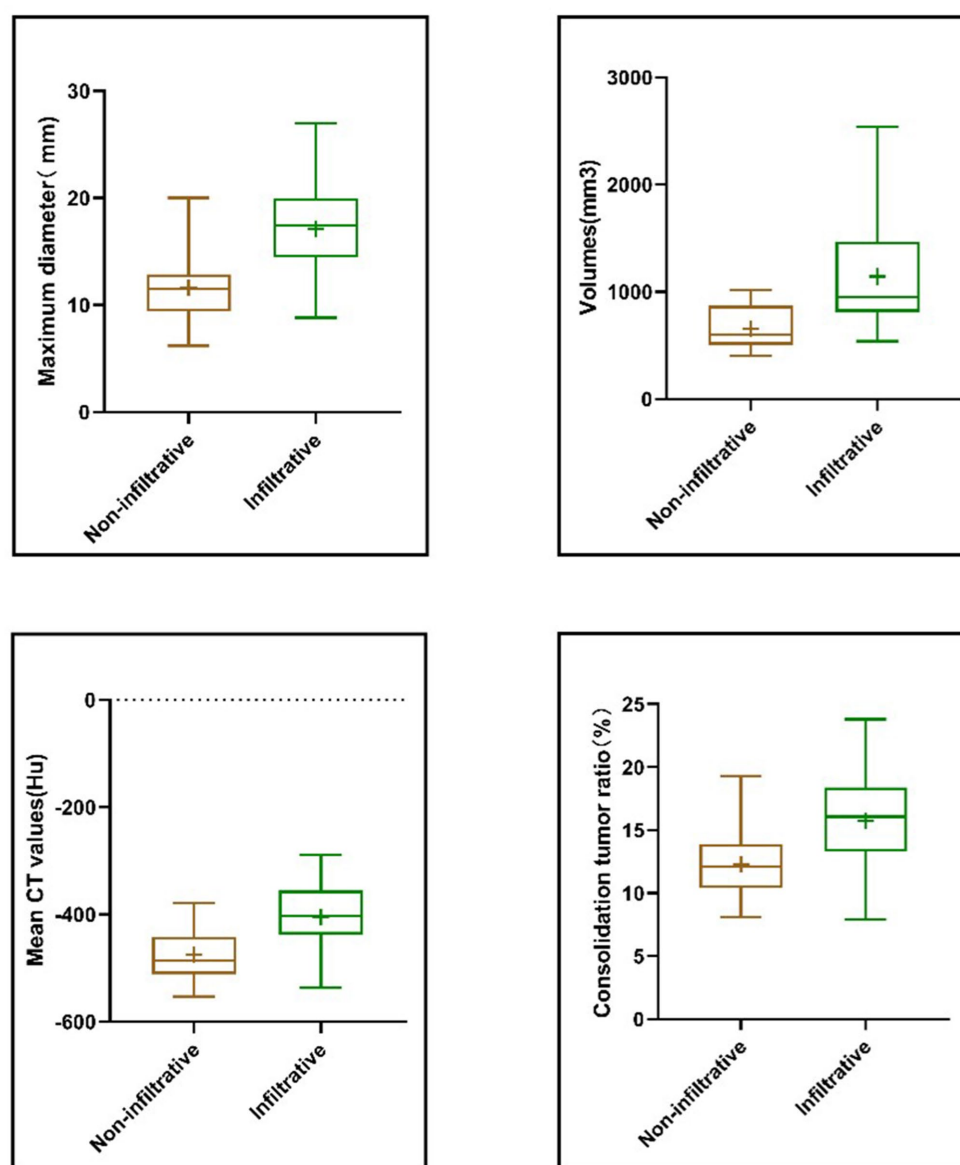 Maximum diameter( mm)
30
20
10
0
Non-infiltrative
Infiltrative
Volumes(mm3)
3000
2000
1000
0
Non-infiltrative
Infiltrative
Mean CT values(Hu)
0
-200
-400
-600
Non-infiltrative
Infiltrative
Consolidation tumor ratio(%)
25
20
15
10
5
0
Non-infiltrative
Infiltrative